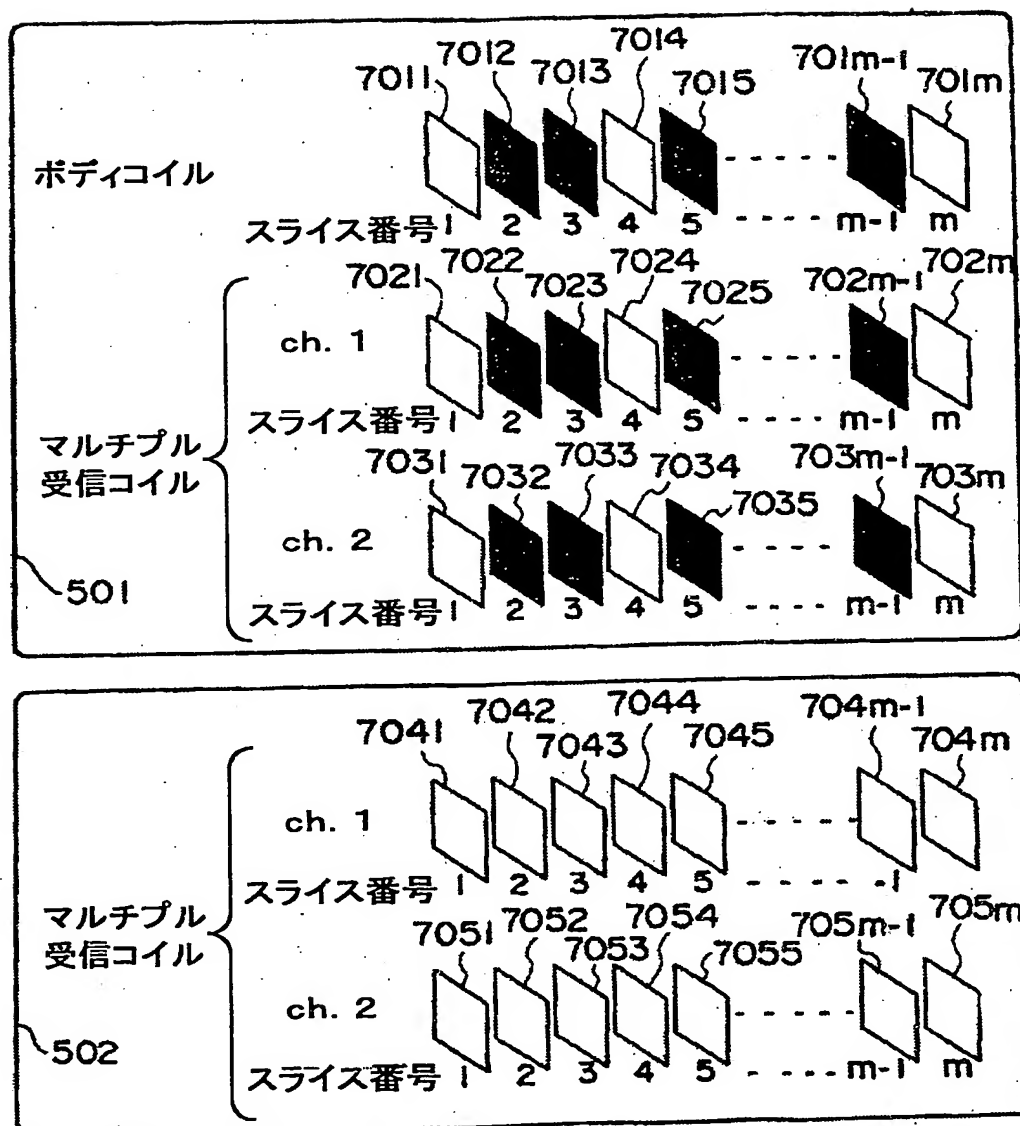 7011 7012 7013 7014 7015 701m-1 701m
ボディコイル
スライス番号 1 2 3 4 5 m-1 m
7021 7022 7023 7024 7025 702m-1 702m
ch. 1
スライス番号 1 2 3 4 5 m-1 m
マルチプル
受信コイル
7031 7032 7033 7034 7035 703m-1 703m
ch. 2
501
スライス番号 1 2 3 4 5 m-1 m
7041 7042 7043 7044 7045 704m-1 704m
ch. 1
スライス番号 1 2 3 4 5 1
マルチプル
受信コイル
7051 7052 7053 7054 7055 705m-1 705m
ch. 2
502
スライス番号 1 2 3 4 5 m-1 m